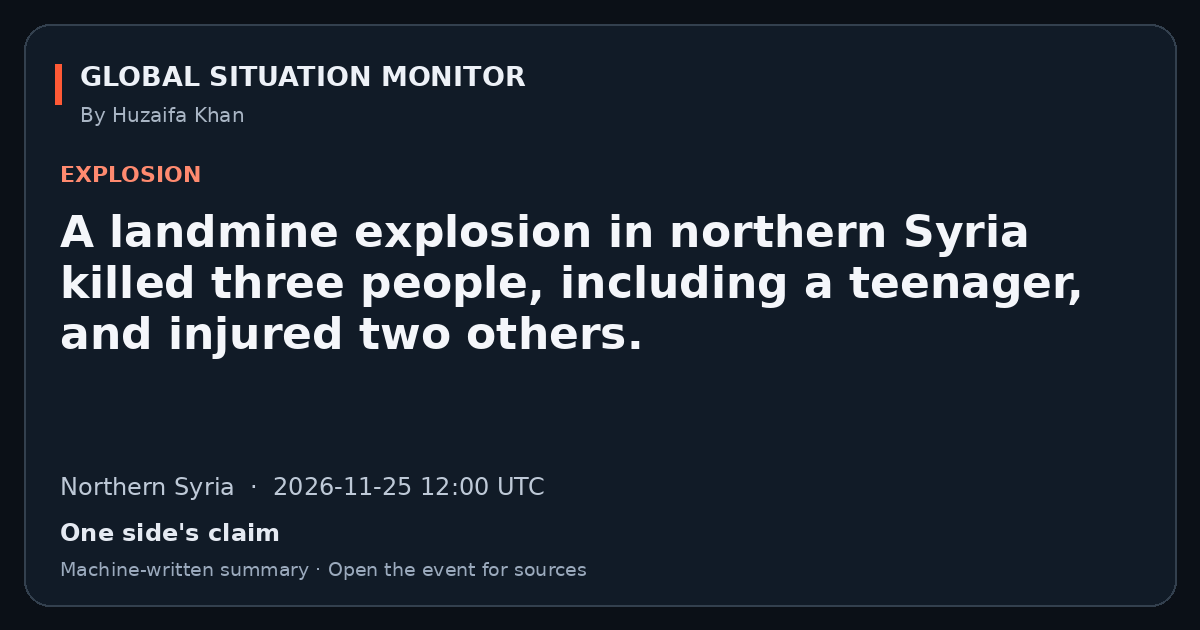 GLOBAL SITUATION MONITOR
By Huzaifa Khan
EXPLOSION
A landmine explosion in northern Syria
killed three people, including a teenager,
and injured two others.
Northern Syria · 2026-11-25 12:00 UTC
One side's claim
Machine-written summary · Open the event for sources